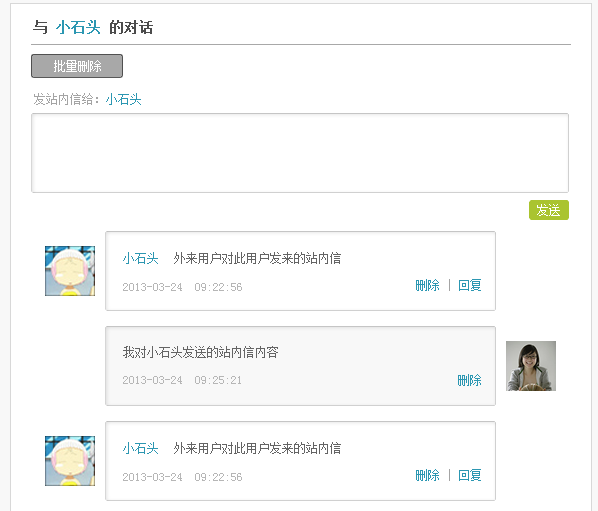 与 小石头 的对话
批量删除
发站内信给：小石头
发送
小石头 外来用户对此用户发来的站内信
2013-03-24 09:22:56 删除 | 回复
我对小石头发送的站内信内容
2013-03-24 09:25:21 删除
小石头 外来用户对此用户发来的站内信
2013-03-24 09:22:56 删除 | 回复